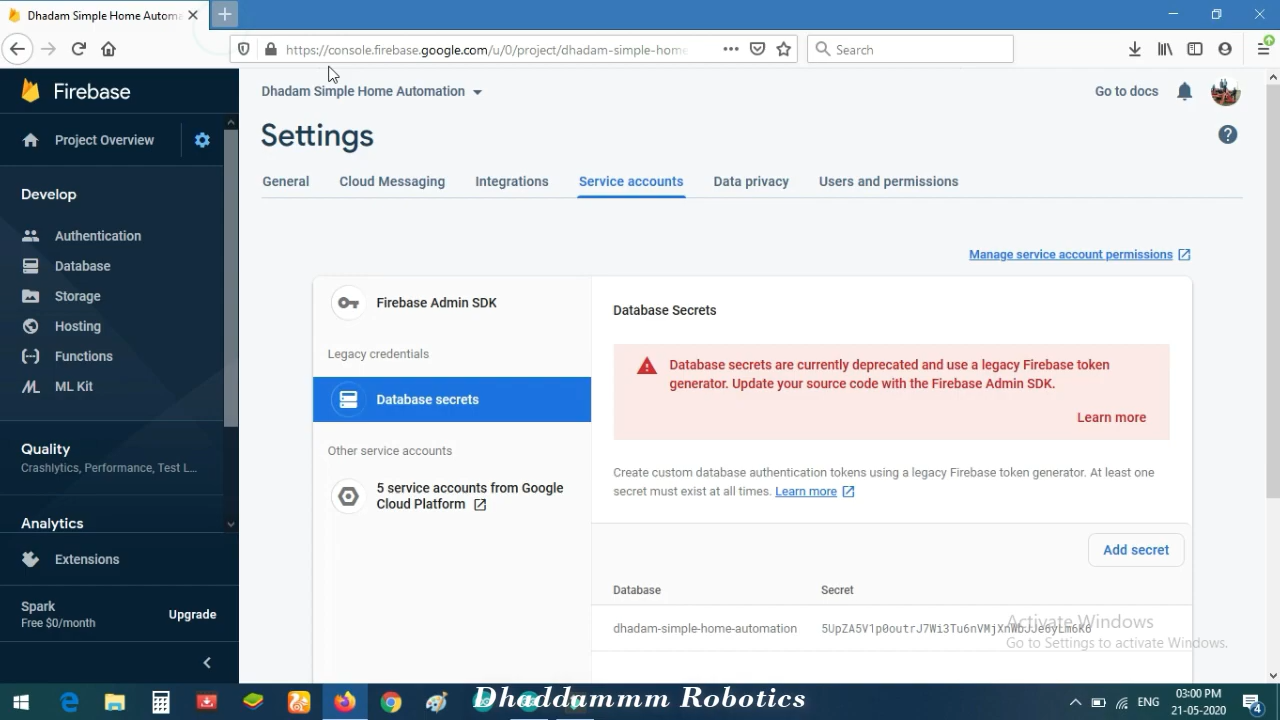 Dhadam Simple Home Automa
https://console.firebase.google.com/u/0/project/dhadam-simple-home
Search
Firebase
Dhadam Simple Home Automation
Go to docs
Project Overview
Settings
General
Cloud Messaging
Integrations
Service accounts
Data privacy
Users and permissions
Develop
Authentication
Database
Storage
Hosting
Functions
ML Kit
Quality
Crashlytics, Performance, Test L...
Analytics
Extensions
Spark
Free $0/month
Upgrade
Manage service account permissions
Firebase Admin SDK
Legacy credentials
Database secrets
Other service accounts
5 service accounts from Google
Cloud Platform
Database Secrets
Database secrets are currently deprecated and use a legacy Firebase token
generator. Update your source code with the Firebase Admin SDK.
Learn more
Create custom database authentication tokens using a legacy Firebase token generator. At least one
secret must exist at all times. Learn more
Add secret
Database
Secret
dhadam-simple-home-automation
Activate Windows
Go to Settings to activate Windows.
Dhaddummm Robotics
ENG
03:00 PM
21-05-2020
4